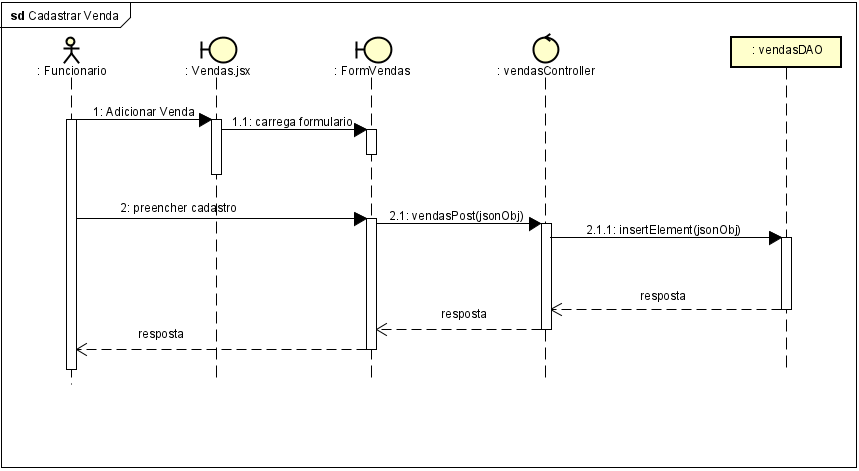 sd Cadastrar Venda
: Funcionario
: Vendas.jsx
: FormVendas
: vendasController
: vendasDAO
1: Adicionar Venda
1.1: carrega formulario
2: preencher cadastro
2.1: vendasPost(jsonObj)
2.1.1: insertElement(jsonObj)
resposta
resposta
resposta